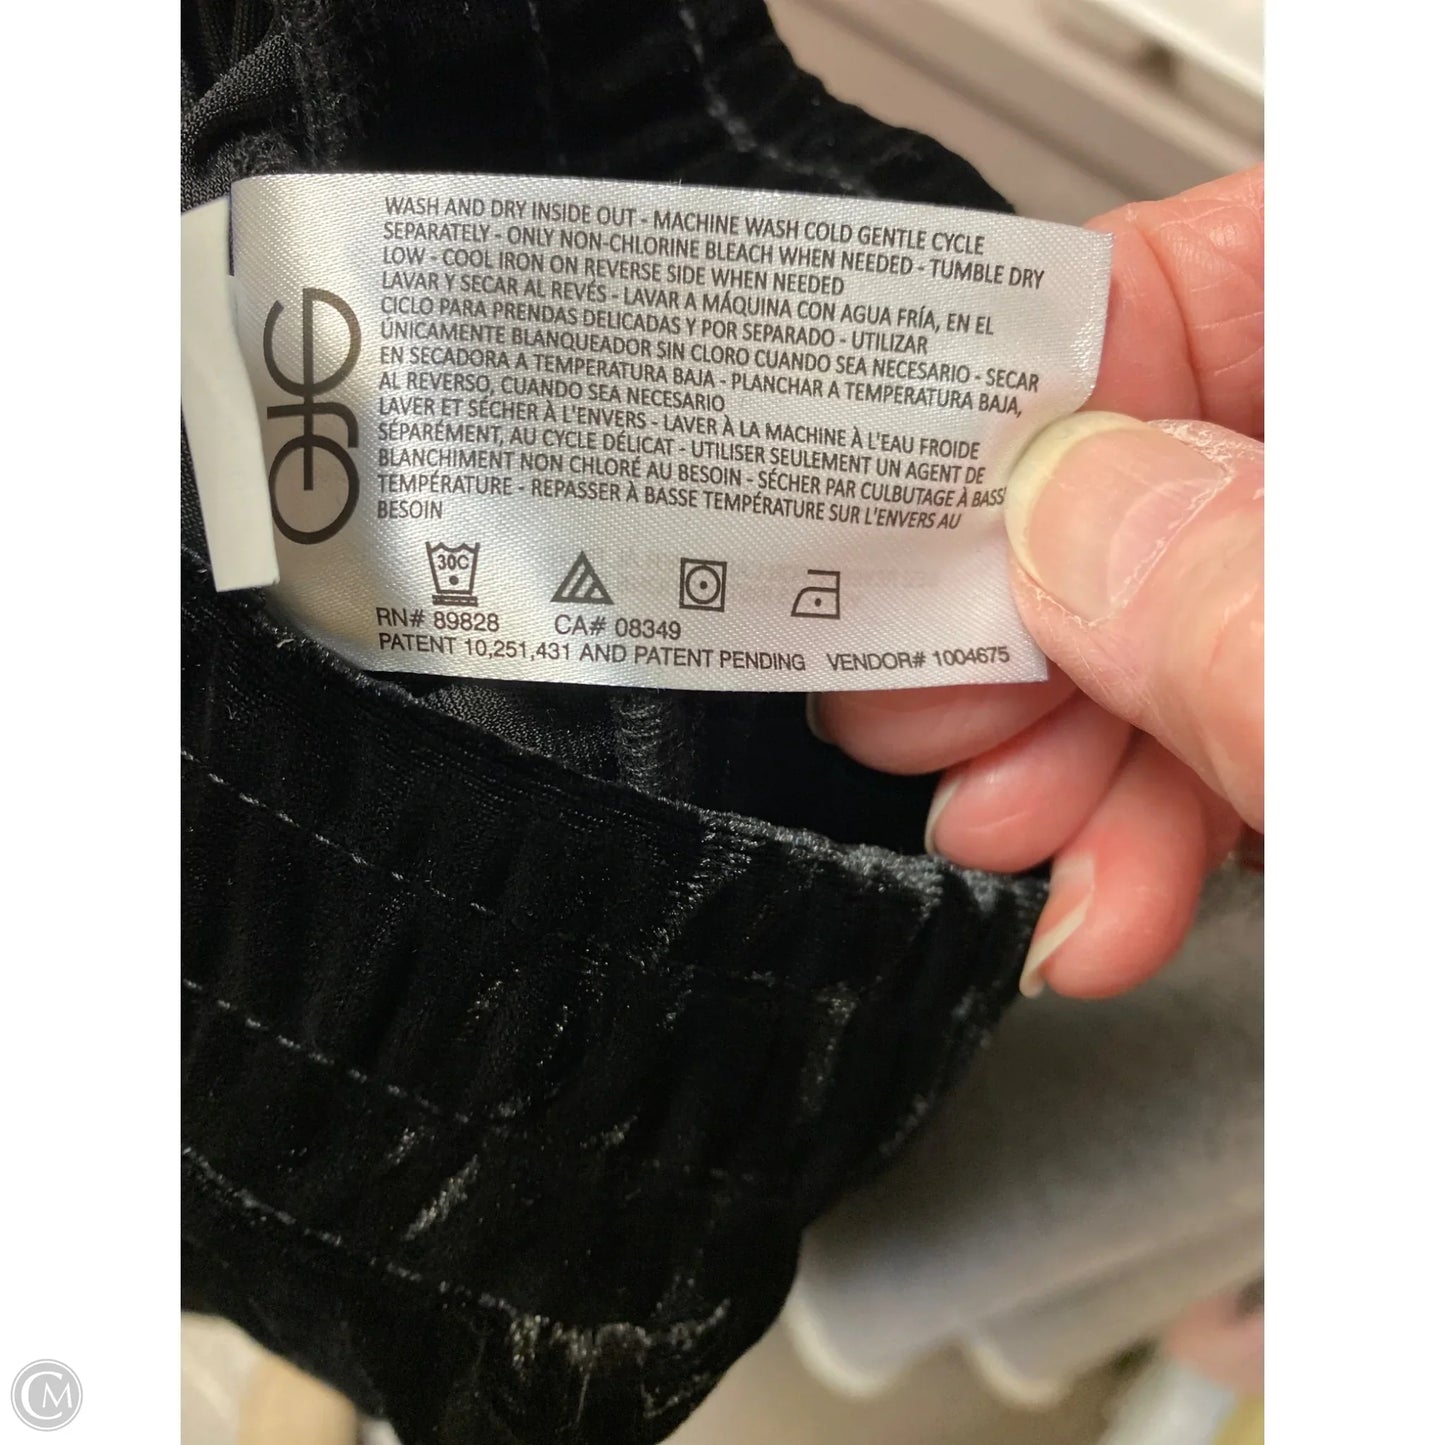 WASH AND DRY INSIDE OUT - MACHINE WASH COLD GENTLE CYCLE
SEPARATELY - ONLY NON-CHLORINE BLEACH WHEN NEEDED - TUMBLE DRY
LOW - COOL IRON ON REVERSE SIDE WHEN NEEDED
LAVAR Y SECAR AL REVÉS - LAVAR A MÁQUINA CON AGUA FRÍA, EN EL
CICLO PARA PRENDAS DELICADAS Y POR SEPARADO - UTILIZAR
ÚNICAMENTE BLANQUEADOR SIN CLORO CUANDO SEA NECESARIO - SECAR
EN SECADORA A TEMPERATURA BAJA - PLANCHAR A TEMPERATURA BAJA,
AL REVERSO, CUANDO SEA NECESARIO
LAVER ET SÉCHER À L'ENVERS - LAVER À LA MACHINE À L'EAU FROIDE
SÉPARÉMENT, AU CYCLE DÉLICAT - UTILISER SEULEMENT UN AGENT DE
BLANCHIMENT NON CHLORÉ AU BESOIN - SÉCHER PAR CULBUTAGE À BASS
TEMPÉRATURE - REPASSER À BASSE TEMPÉRATURE SUR L'ENVERS AU
BESOIN
30C
RN# 89828 CA# 08349
PATENT 10,251,431 AND PATENT PENDING VENDOR# 1004675
CM